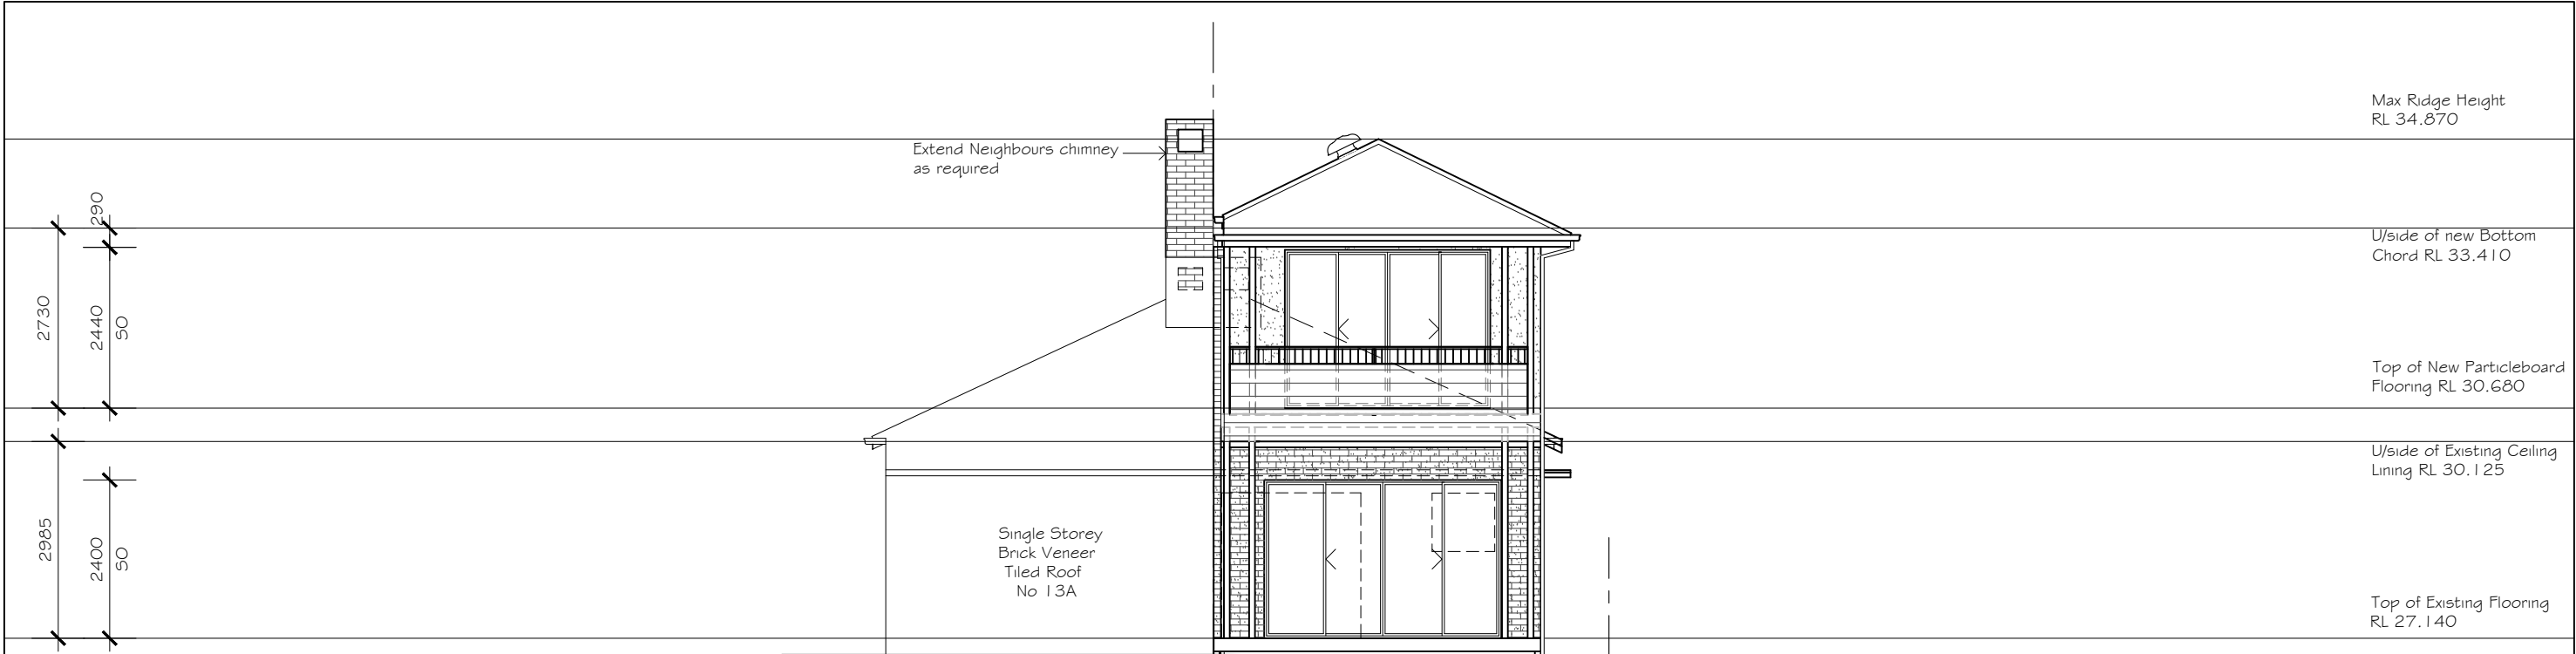 Max Ridge Height
RL 34.870
Extend Neighbours chimney
as required
290
U/side of new Bottom
Chord RL 33.410
2730
2440
50
Top of New Particleboard
Flooring RL 30.680
U/side of Existing Ceiling
Lining RL 30.125
2985
2400
50
Single Storey
Brick Veneer
Tiled Roof
No 13A
Top of Existing Flooring
RL 27.140